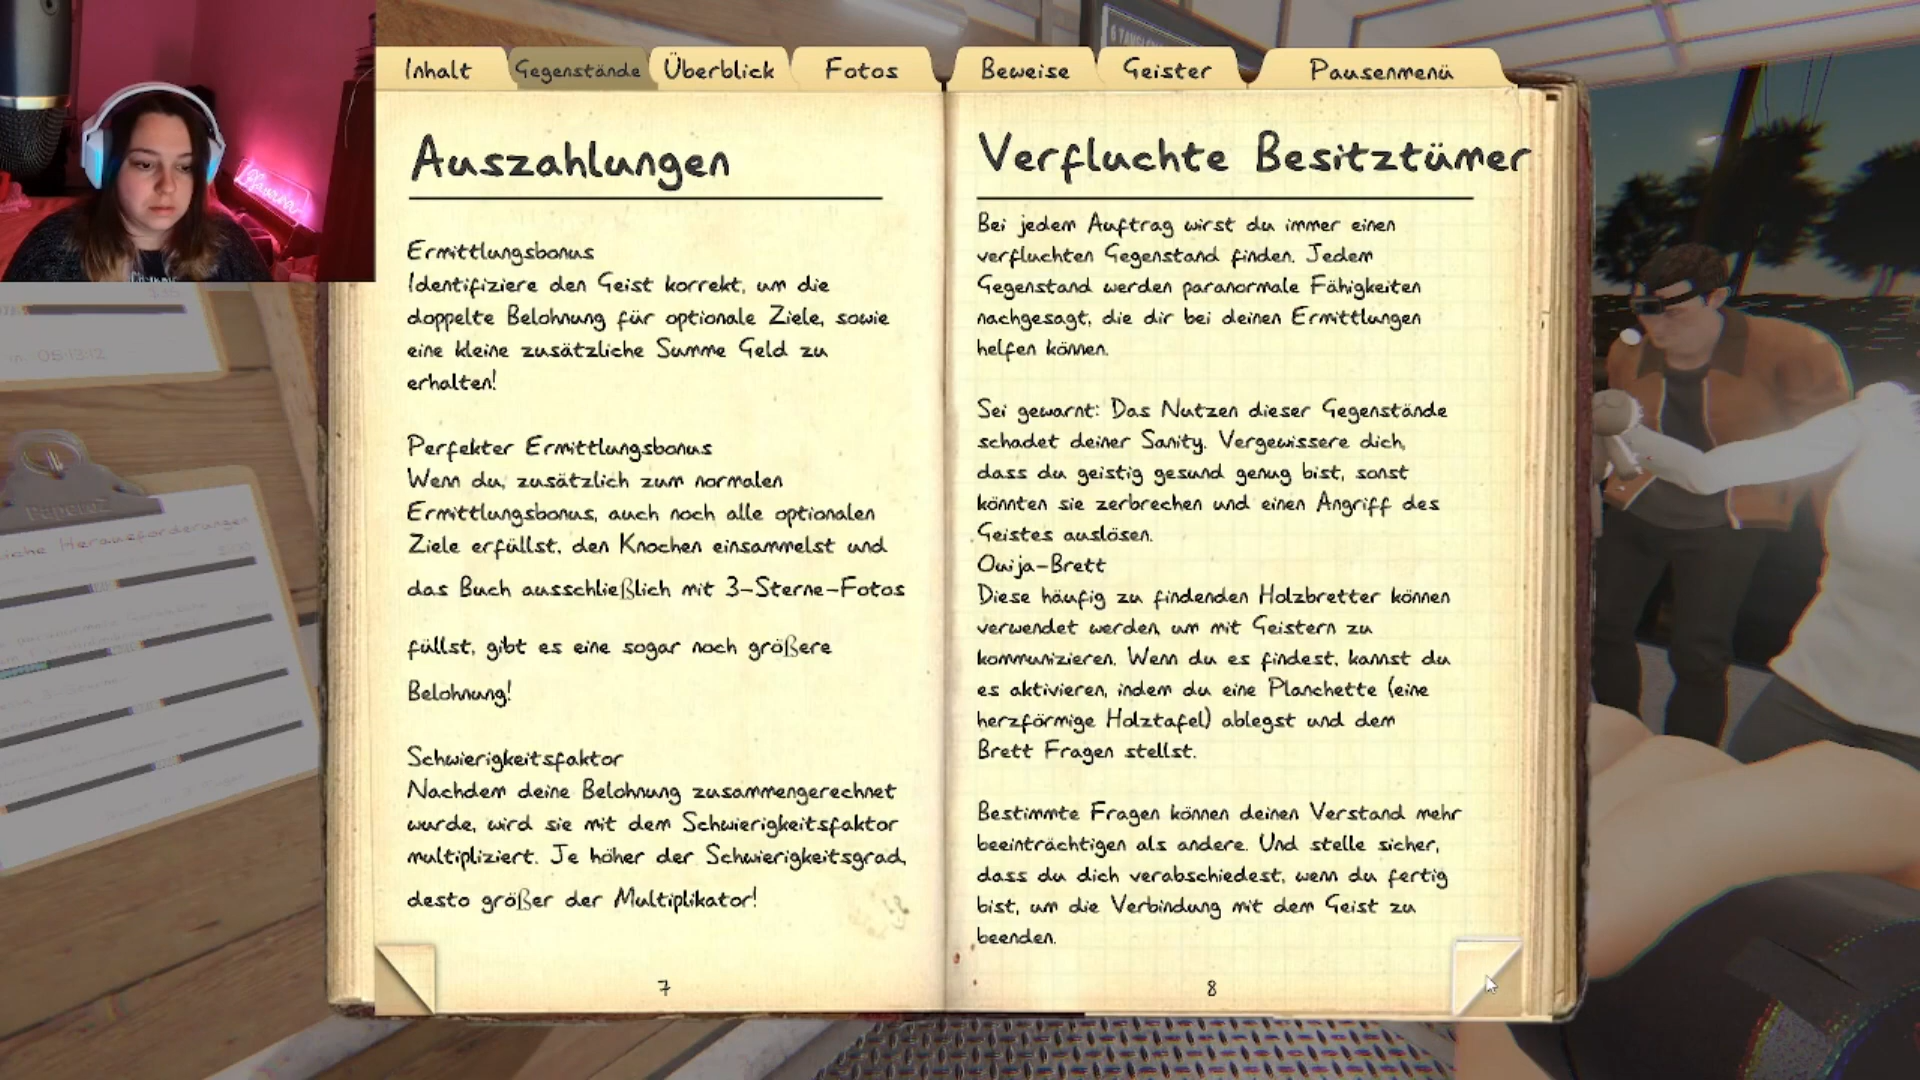 Inhalt
Gegenstände
Überblick
Fotos
Beweise
Geister
Pausenmenü
Auszahlungen
Ermittlungsbonus
Identifiziere den Geist korrekt, um die
doppelte Belohnung für optionale Ziele, sowie
eine kleine zusätzliche Summe Geld zu
erhalten!
Perfekter Ermittlungsbonus
Wenn du, zusätzlich zum normalen
Ermittlungsbonus, auch noch alle optionalen
Ziele erfüllst, den Knochen einsammelst und
das Buch ausschließlich mit 3-Sterne-Fotos
füllst, gibt es eine sogar noch größere
Belohnung!
Schwierigkeitsfaktor
Nachdem deine Belohnung zusammengerechnet
wurde, wird sie mit dem Schwierigkeitsfaktor
multipliziert. Je höher der Schwierigkeitsgrad,
desto größer der Multiplikator!
7
Verfluchte Besitztümer
Bei jedem Auftrag wirst du immer einen
verfluchten Gegenstand finden. Jedem
Gegenstand werden paranormale Fähigkeiten
nachgesagt, die dir bei deinen Ermittlungen
helfen können.
Sei gewarnt: Das Nutzen dieser Gegenstände
schadet deiner Sanity. Vergewissere dich,
dass du geistig gesund genug bist, sonst
könnten sie zerbrechen und einen Angriff des
Geistes auslösen.
Ouija-Brett
Diese häufig zu findenden Holzbretter können
verwendet werden, um mit Geistern zu
kommunizieren. Wenn du es findest, kannst du
es aktivieren, indem du eine Planchette (eine
herzförmige Holztafel) ablegst und dem
Brett Fragen stellst.
Bestimmte Fragen können deinen Verstand mehr
beeinträchtigen als andere. Und stelle sicher,
dass du dich verabschiedest, wenn du fertig
bist, um die Verbindung mit dem Geist zu
beenden.
8
05:13:12
Herausforderungen